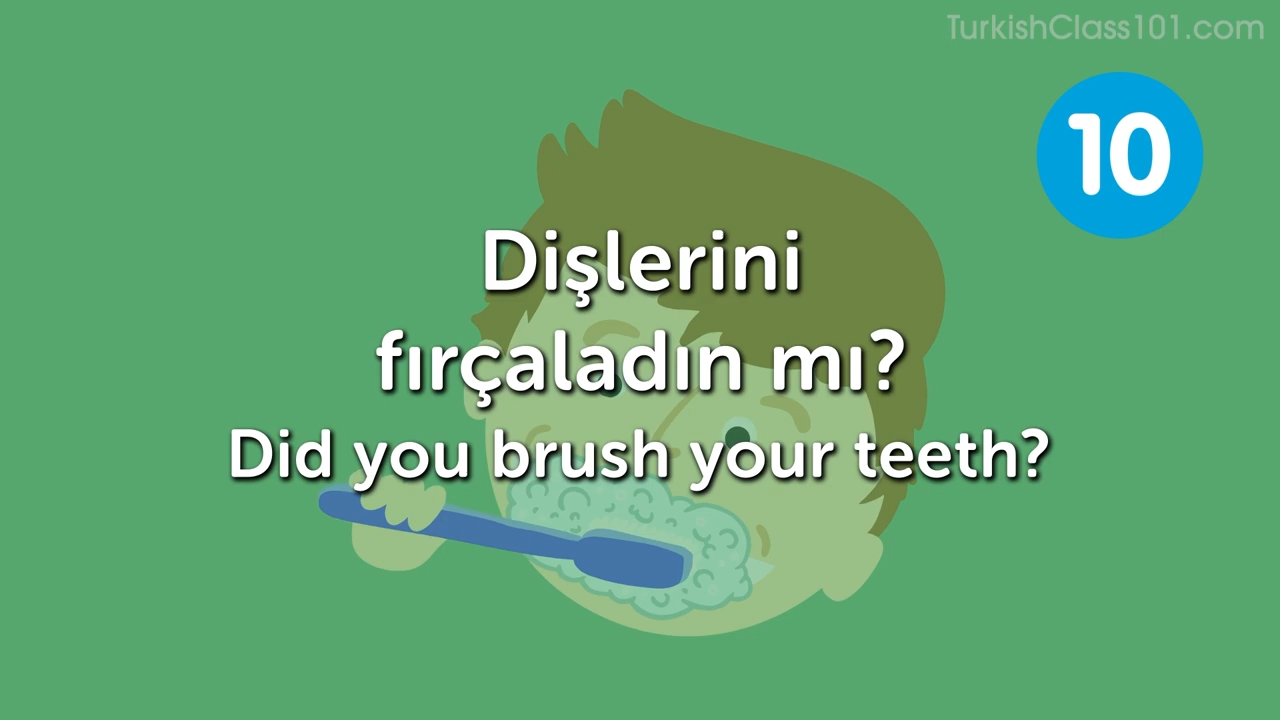 TurkishClass101.com
10
Dişlerini
fırçaladın mı?
Did you brush your teeth?